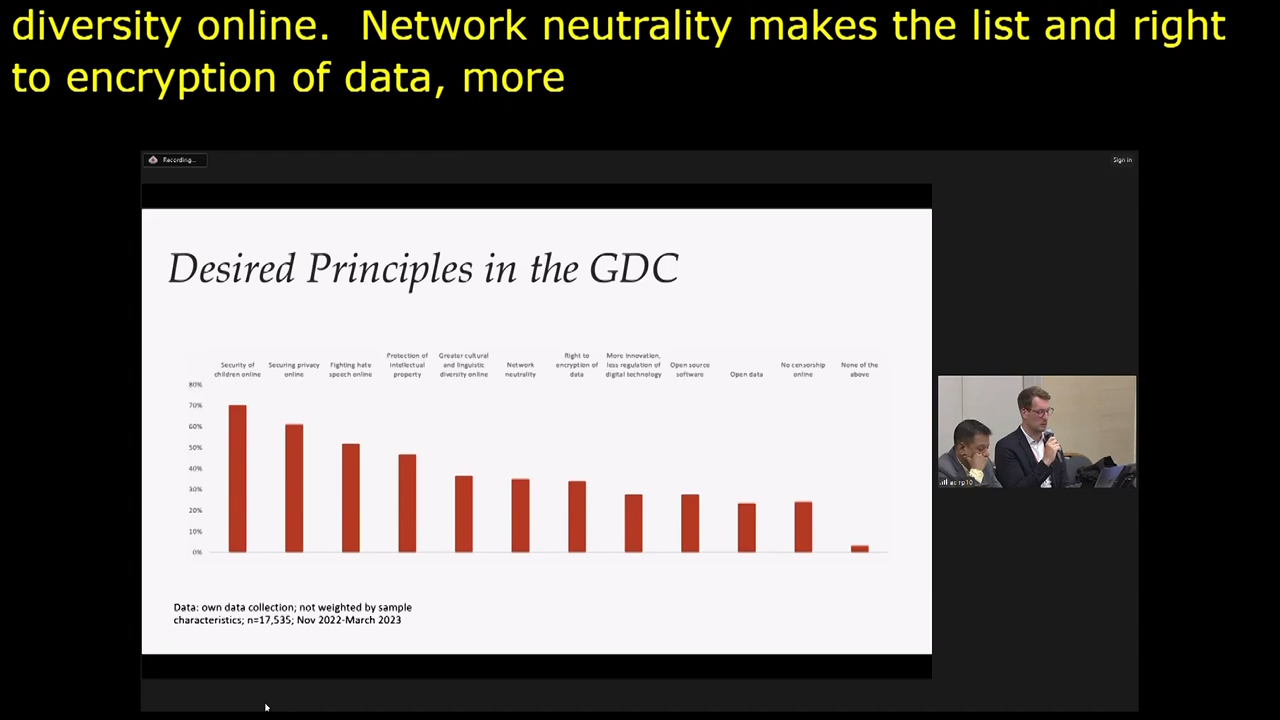 diversity online.  Network neutrality makes the list and right
to encryption of data, more
Recording...
Sign in
Desired Principles in the GDC
Security of
children online
Securing privacy
online
Fighting hate
speech online
Protection of
intellectual
property
Greater cultural
and linguistic
diversity online
Network
neutrality
Right to
encryption of
data
More innovation,
less regulation of
digital technology
Open source
software
Open data
No censorship
online
None of the
above
80%
70%
60%
50%
40%
30%
20%
10%
0%
Data: own data collection; not weighted by sample
characteristics; n=17,535; Nov 2022-March 2023